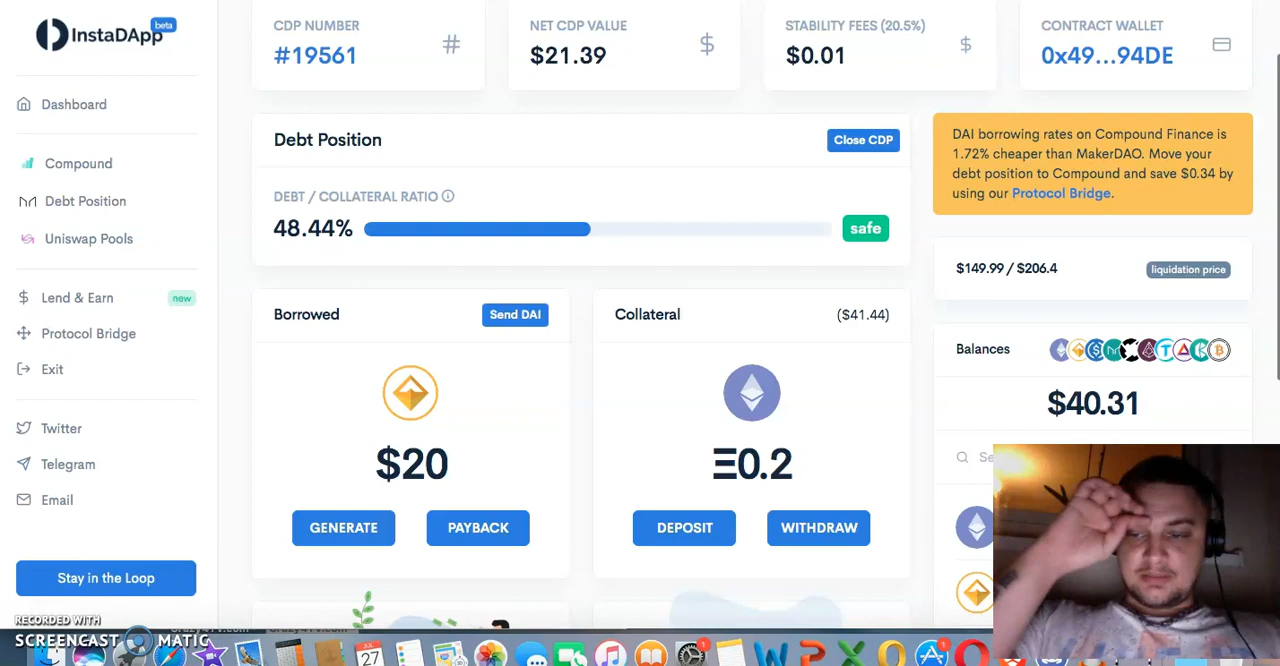 InstaDApp
beta
Dashboard
Compound
Debt Position
Uniswap Pools
Lend & Earn
new
Protocol Bridge
Exit
Twitter
Telegram
Email
Stay in the Loop
CDP NUMBER
#19561
NET CDP VALUE
$21.39
$
STABILITY FEES (20.5%)
$0.01
$
CONTRACT WALLET
0x49...94DE
Debt Position
Close CDP
DEBT / COLLATERAL RATIO
48.44%
safe
DAI borrowing rates on Compound Finance is
1.72% cheaper than MakerDAO. Move your
debt position to Compound and save $0.34 by
using our Protocol Bridge.
$149.99 / $206.4
liquidation price
Borrowed
Send DAI
$20
GENERATE
PAYBACK
Collateral
($41.44)
Ξ0.2
DEPOSIT
WITHDRAW
Balances
$40.31
RECORDED WITH
SCREENCAST MATIC
27
1